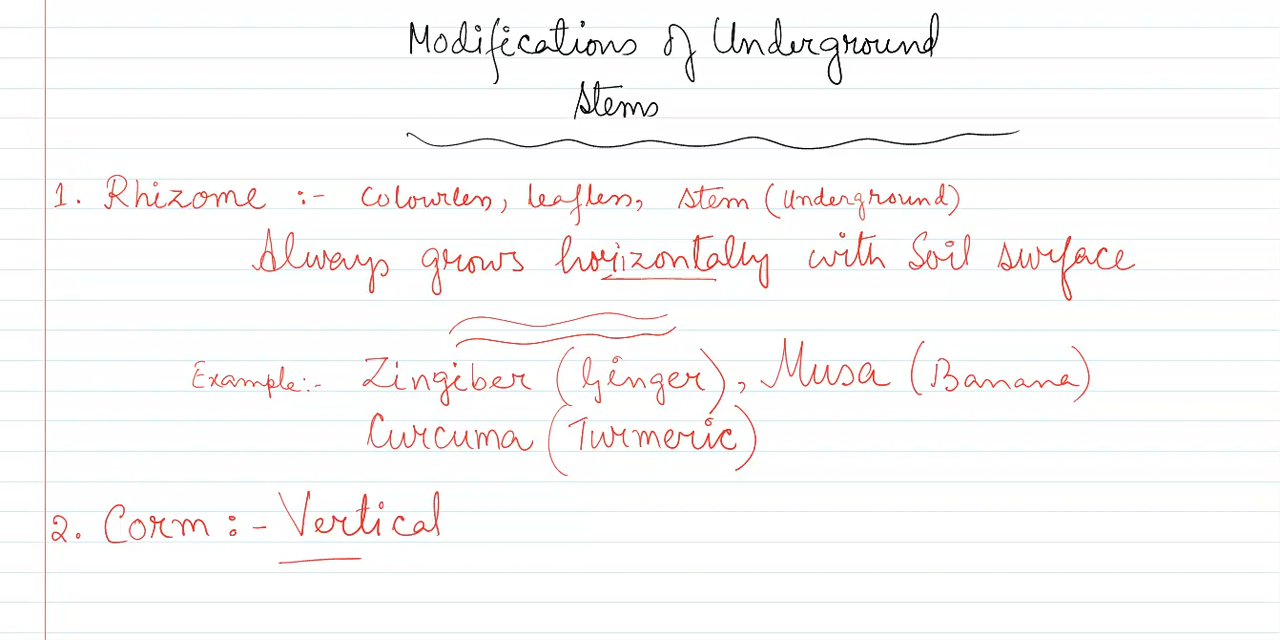 Modifications of Underground
Stems
1. Rhizome :- Colourless, leafless, stem (Underground)
Always grows horizontally with Soil surface
Example:- Zingiber (Ginger), Musa (Banana)
Curcuma (Turmeric)
2. Corm :- Vertical